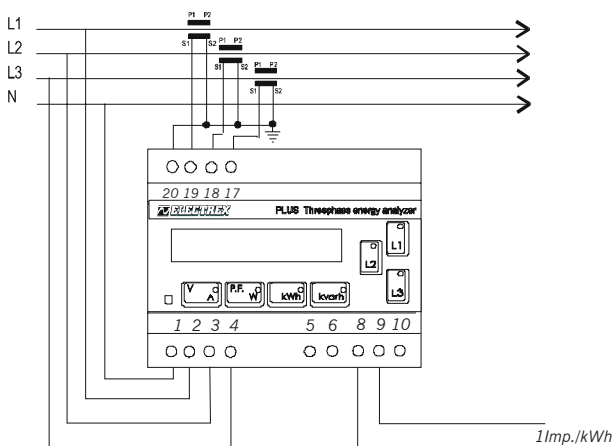 P1 P2
L1
S1 S2 P1 P2
L2
S1 S2 P1 P2
L3
S1 S2
N
20 19 18 17
ELECTREX PLUS Threephase energy analyzer
L1
L2
V A P.F. W kWh kvarh L3
1 2 3 4 5 6 8 9 10
1Imp./kWh